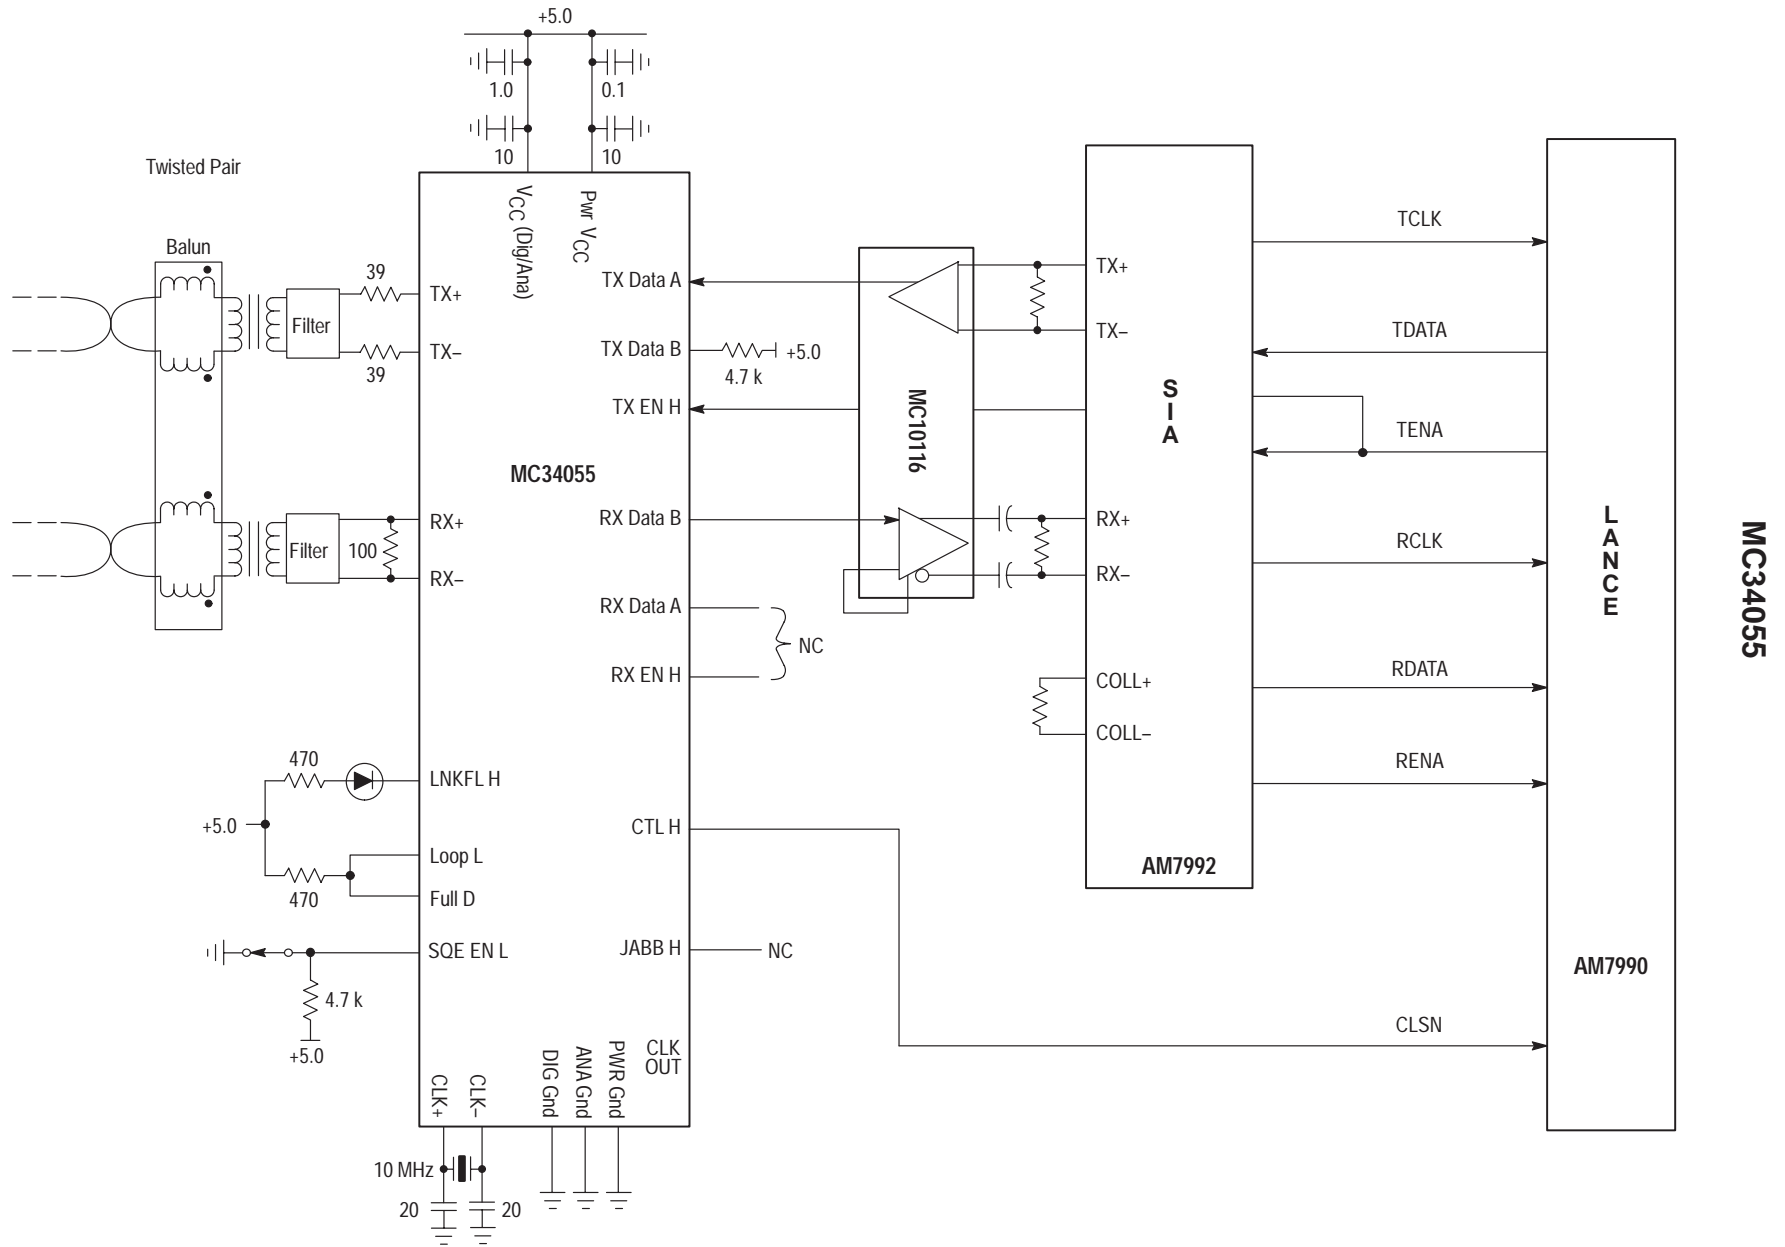 +5.0
1.0
0.1
10
10
Twisted Pair
Balun
39
39
Filter
TX+
TX–
VCC (Dig/Ana)
Pwr VCC
TX Data A
TX Data B
4.7 k
+5.0
TX EN H
MC34055
MC10116
TX+
TX–
S
I
A
TCLK
TDATA
TENA
Filter
100
RX+
RX–
RX Data B
RX Data A
RX EN H
NC
RX+
RX–
COLL+
COLL–
RCLK
RDATA
RENA
L
A
N
C
E
MC34055
470
LNKFL H
+5.0
Loop L
470
Full D
CTL H
AM7992
SQE EN L
4.7 k
+5.0
JABB H
NC
AM7990
CLSN
CLK+
CLK–
DIG Gnd
ANA Gnd
PWR Gnd
CLK
OUT
10 MHz
20
20